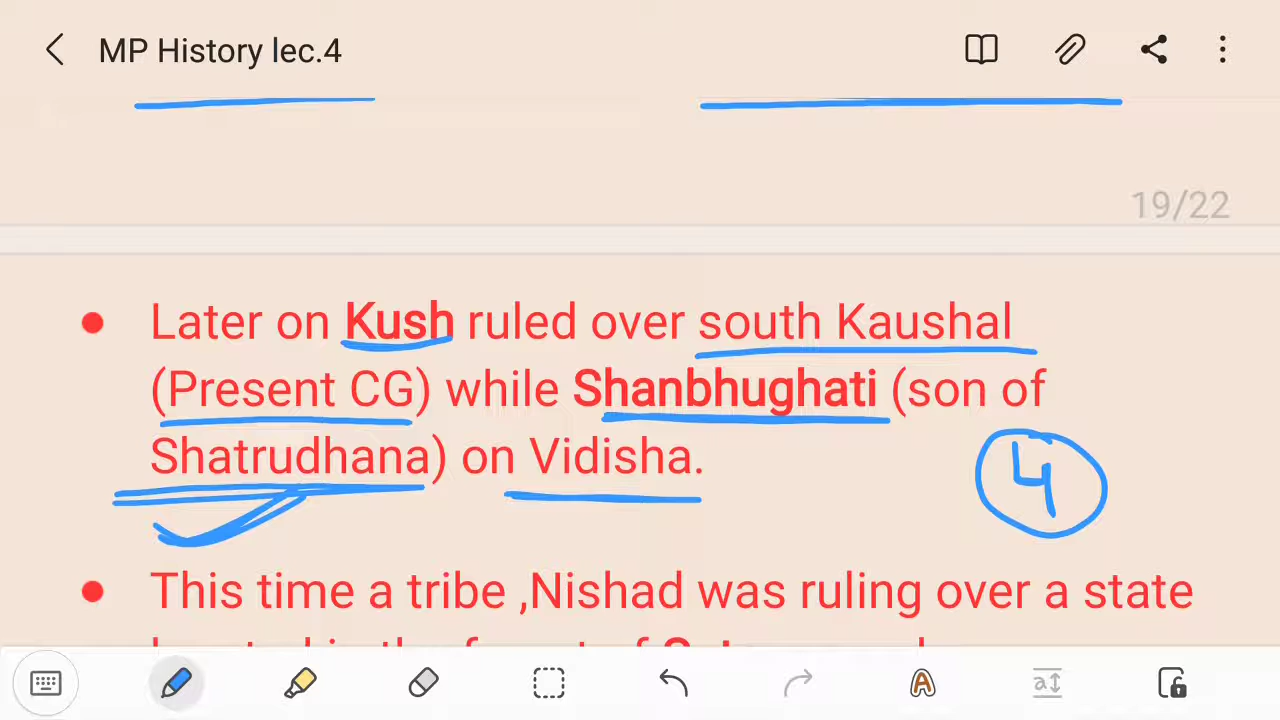 MP History lec.4
19/22
Later on Kush ruled over south Kaushal
(Present CG) while Shanbhughati (son of
Shatrudhana) on Vidisha.
4
This time a tribe ,Nishad was ruling over a state